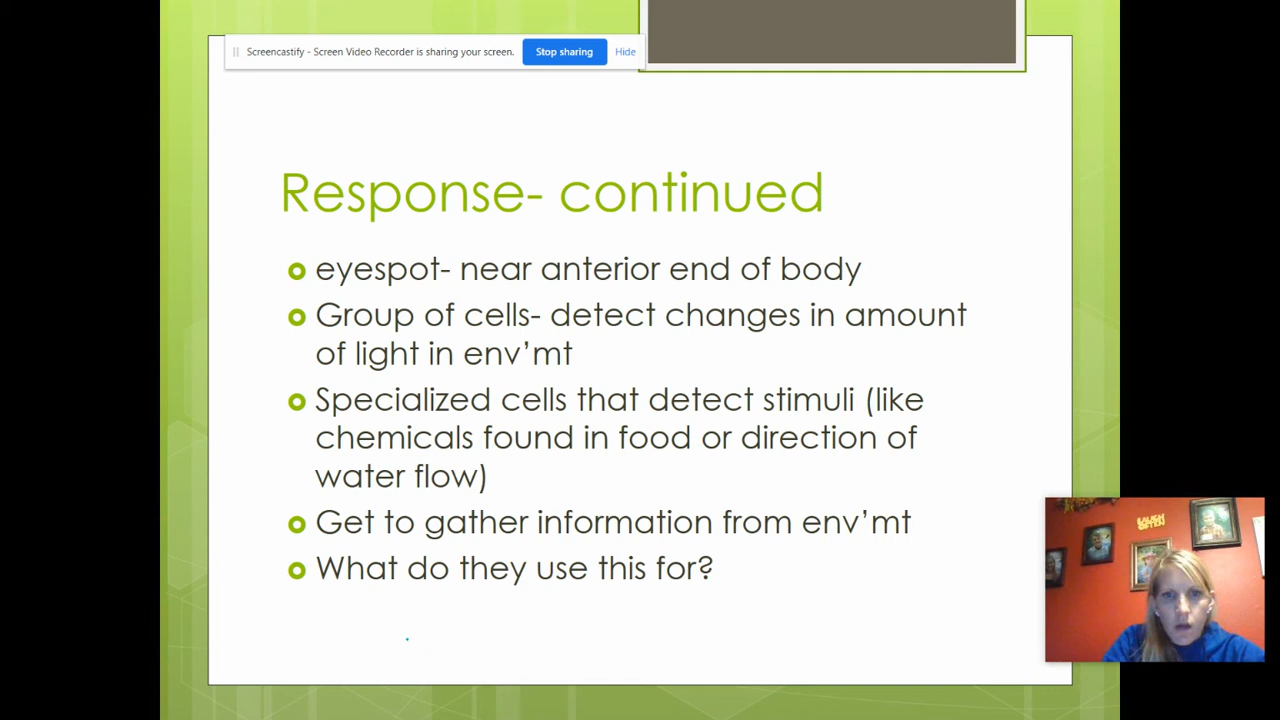 Screencastify - Screen Video Recorder is sharing your screen. Stop sharing Hide
Response- continued
eyespot- near anterior end of body
Group of cells- detect changes in amount
of light in env’mt
Specialized cells that detect stimuli (like
chemicals found in food or direction of
water flow)
Get to gather information from env’mt
What do they use this for?
LAUGH
OFTEN